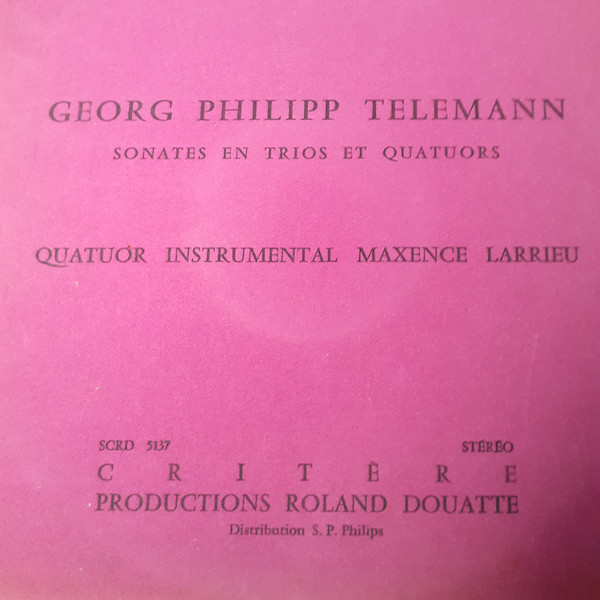 GEORG PHILIPP TELEMANN
SONATES EN TRIOS ET QUATUORS
QUATUOR INSTRUMENTAL MAXENCE LARRIEU
SCRD 5137 STÉRÉO
CRITÈRE
PRODUCTIONS ROLAND DOUATTE
Distribution S. P. Philips